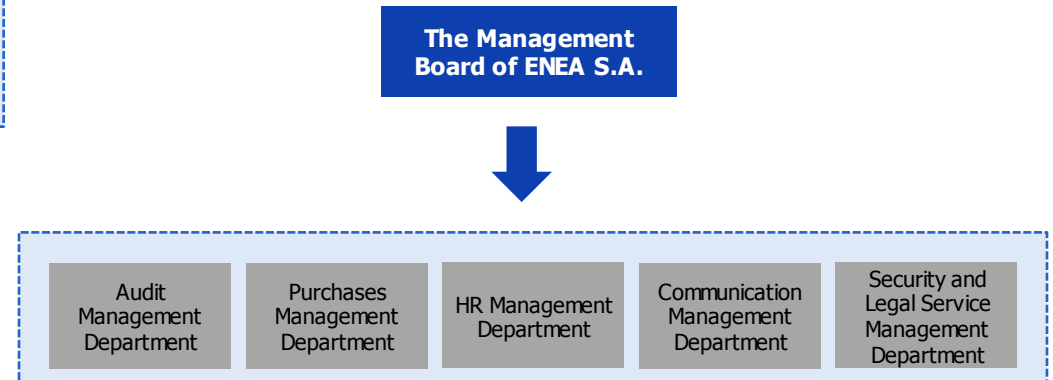 The Management
Board of ENEA S.A.
Audit
Management
Department
Purchases
Management
Department
HR Management
Department
Communication
Management
Department
Security and
Legal Service
Management
Department